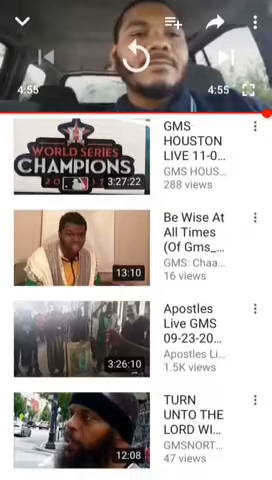 4:55
4:55
GMS
HOUSTON
LIVE 11-0...
GMS HOUS...
288 views
WORLD SERIES
CHAMPIONS
2017
3:27:22
Be Wise At
All Times
(Of Gms_...
GMS: Chaa...
16 views
13:10
Apostles
Live GMS
09-23-20...
Apostles Li...
1.5K views
3:26:10
TURN
UNTO THE
LORD WI...
GMSNORT...
47 views
12:08